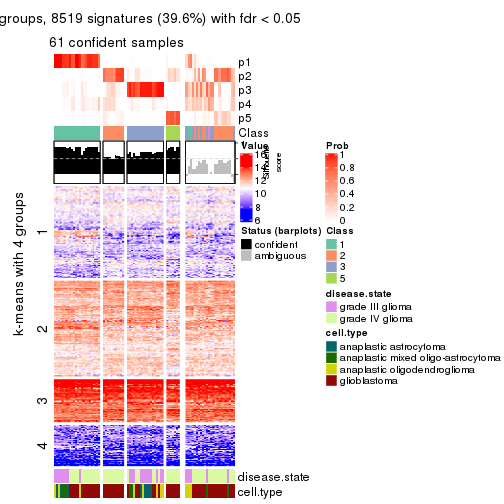 groups, 8519 signatures (39.6%) with fdr < 0.05
61 confident samples
p1
p2
p3
p4
p5
Class
Silhouette
score
k-means with 4 groups
1
2
3
4
disease.state
cell.type
Value
16
14
12
10
8
6
Prob
1
0.8
0.6
0.4
0.2
0
Status (barplots)
confident
ambiguous
Class
1
2
3
5
disease.state
grade III glioma
grade IV glioma
cell.type
anaplastic astrocytoma
anaplastic mixed oligo-astrocytoma
anaplastic oligodendroglioma
glioblastoma